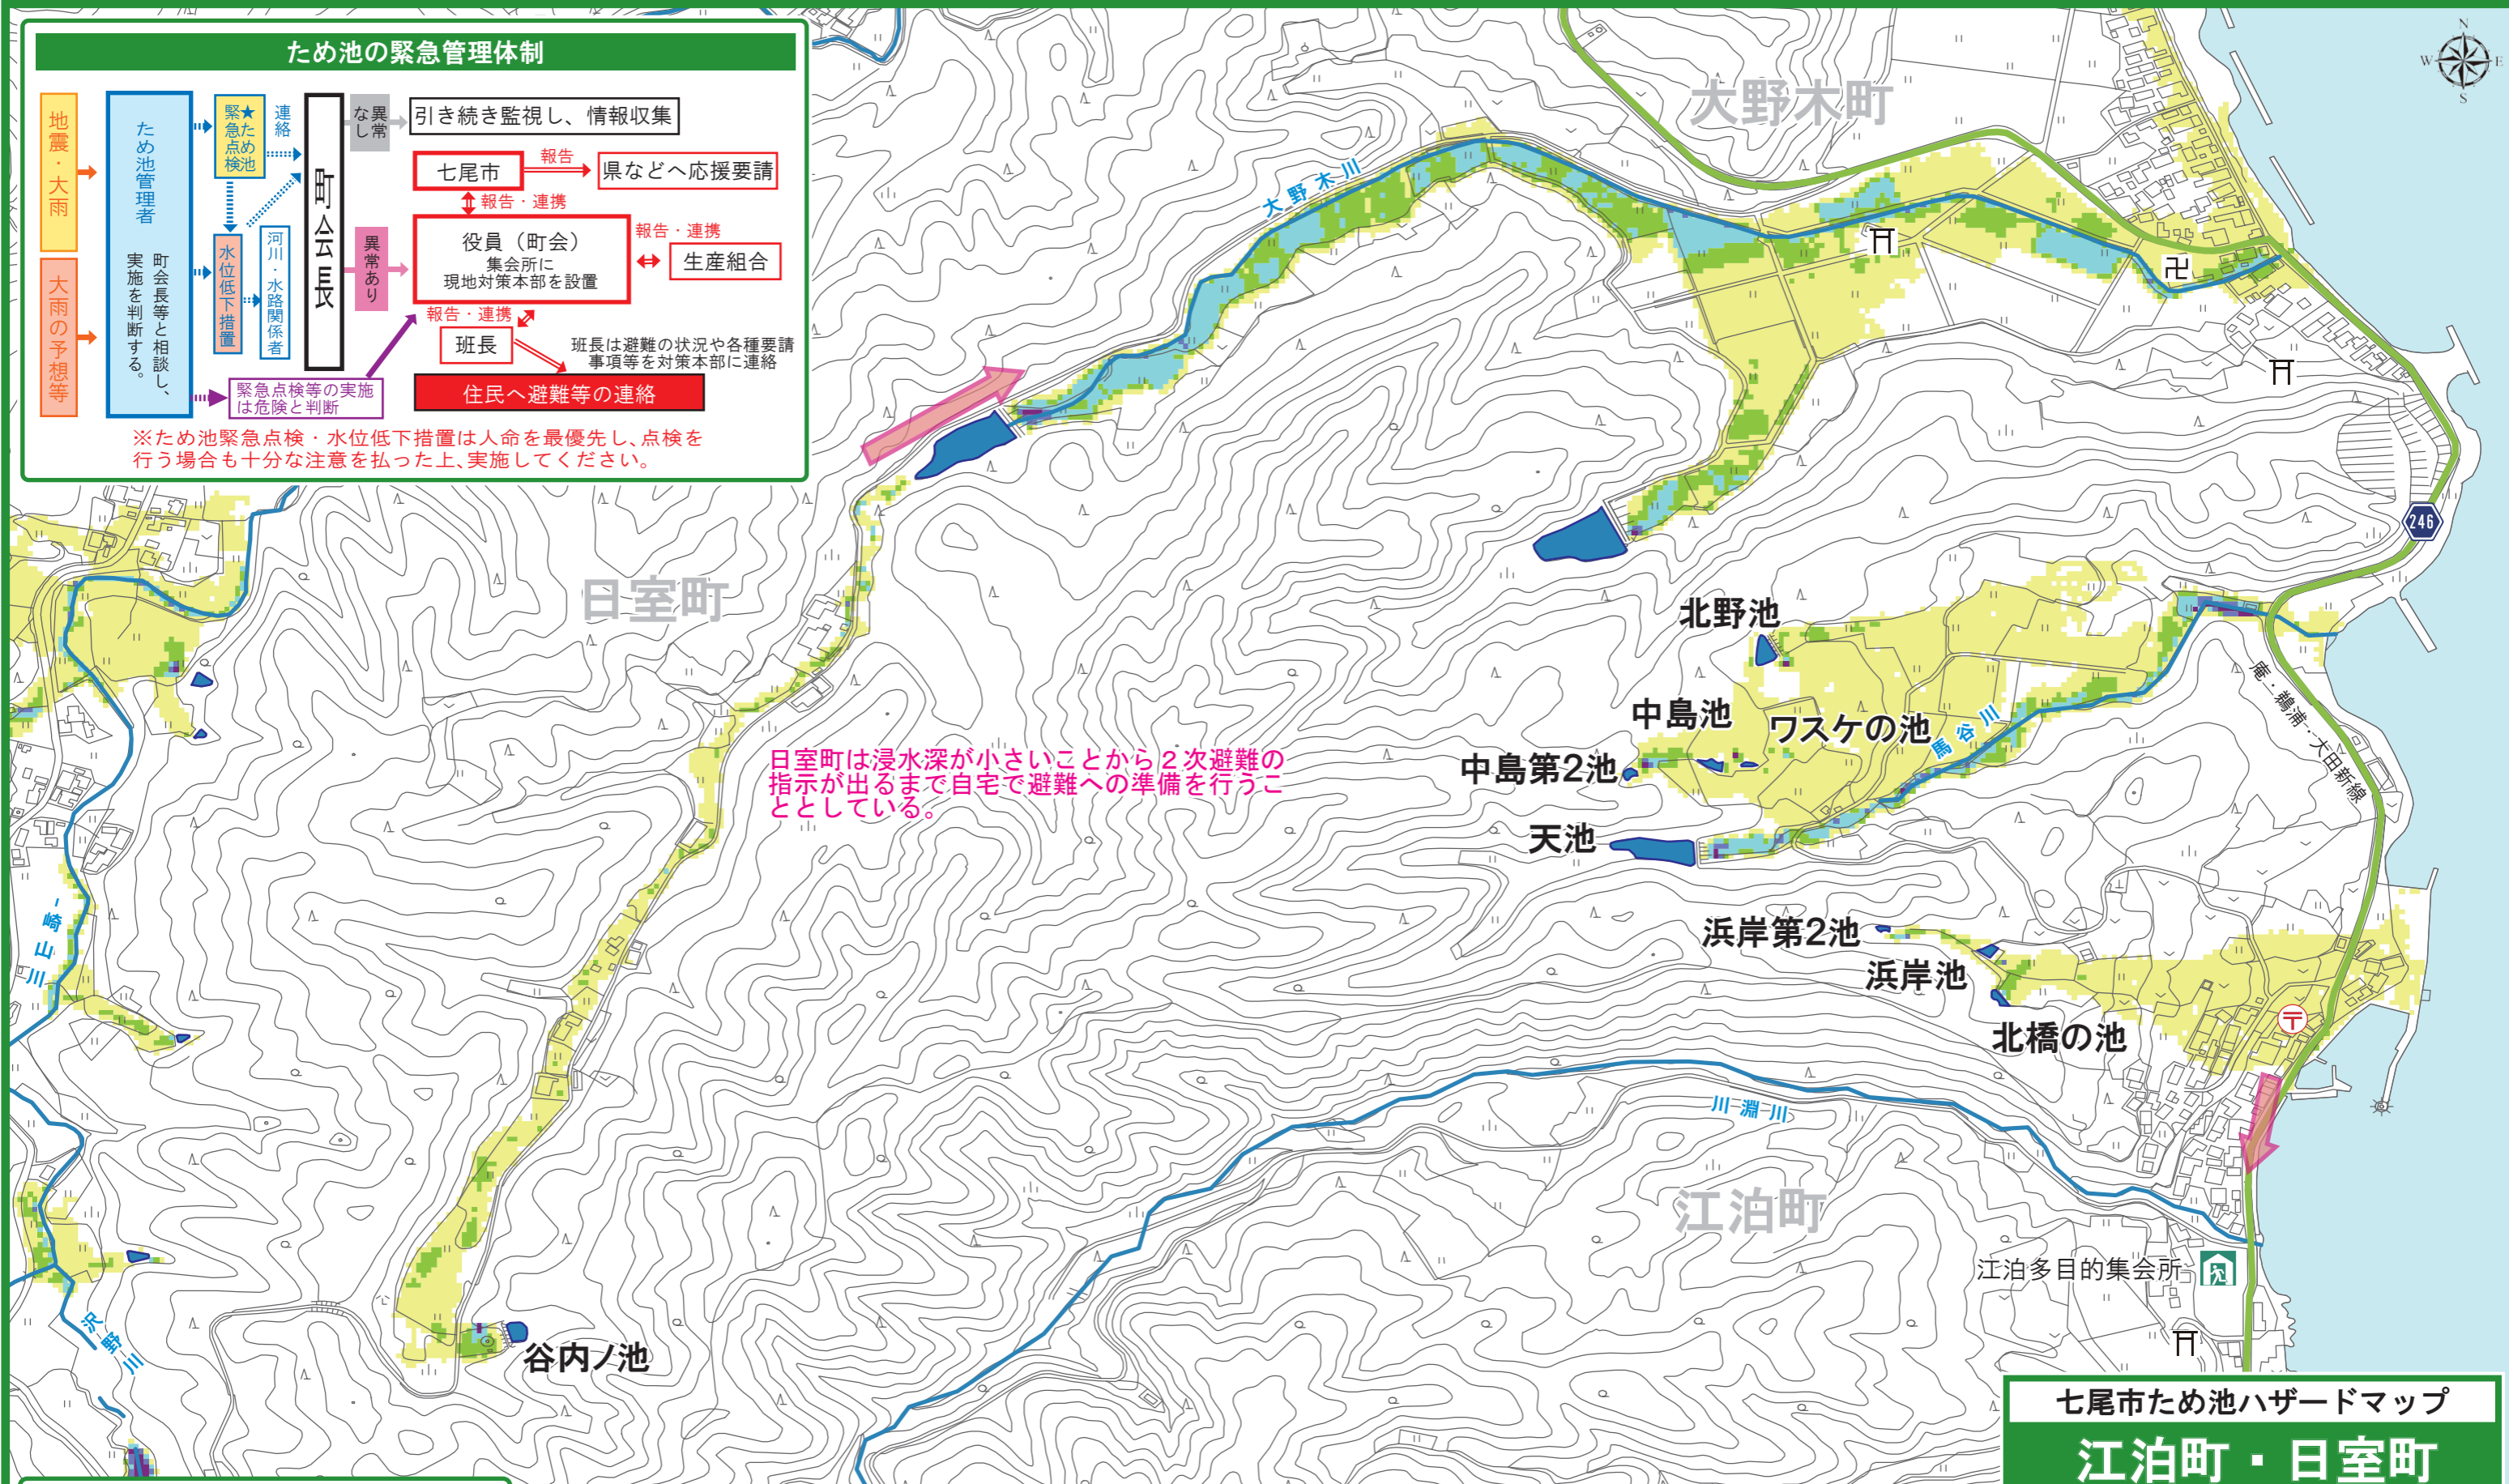 ため池の緊急管理体制
地震・大雨
大雨の予想等
ため池管理者
町会長等と相談し、
実施を判断する。
★ため池
緊急点検
連絡
水位低下措置
河川・水路関係者
緊急点検等の実施
は危険と判断
町会長
異常
なし
引き続き監視し、情報収集
七尾市
報告
県などへ応援要請
報告・連携
異常あり
役員（町会）
集会所に
現地対策本部を設置
報告・連携
生産組合
報告・連携
班長
班長は避難の状況や各種要請
事項等を対策本部に連絡
住民へ避難等の連絡
※ため池緊急点検・水位低下措置は人命を最優先し、点検を
行う場合も十分な注意を払った上、実施してください。
N
W
E
S
大野木町
大野木川
246
日室町
北野池
中島池
ワスケの池
馬谷川
中島第2池
天池
庵・鵜浦・大田新線
日室町は浸水深が小さいことから２次避難の
指示が出るまで自宅で避難への準備を行うこ
ととしている。
崎山川
浜岸第2池
浜岸池
北橋の池
川淵川
江泊町
江泊多目的集会所
沢野川
谷内ノ池
七尾市ため池ハザードマップ
江泊町・日室町